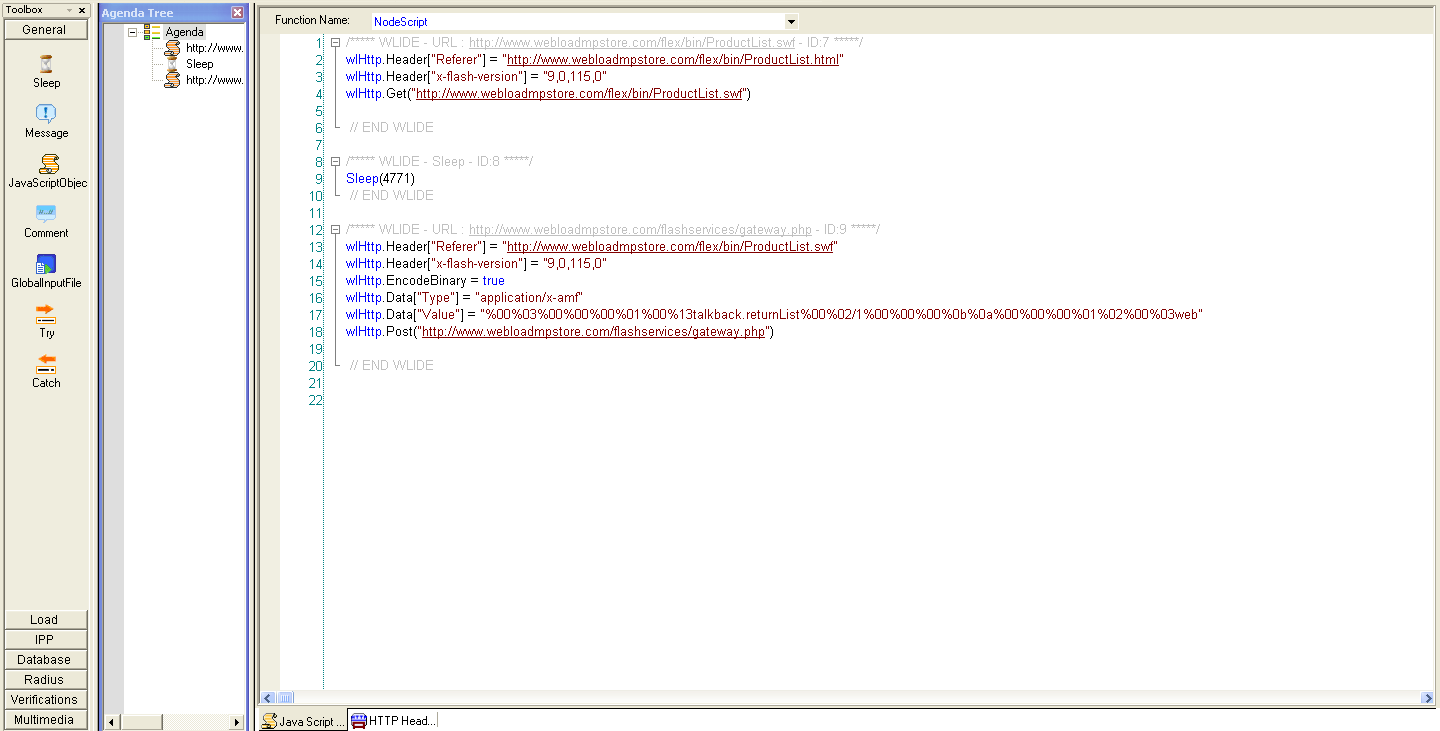 Toolbox
General
Sleep
Message
JavaScriptObjec
Comment
GlobalInputFile
Try
Catch
Load
IPP
Database
Radius
Verifications
Multimedia
Agenda Tree
Agenda
http://www.
Sleep
http://www.
Function Name: NodeScript
1 /***** WLIDE - URL : http://www.webloadmpstore.com/flex/bin/ProductList.swf - ID:7 *****/
2 wlHttp.Header["Referer"] = "http://www.webloadmpstore.com/flex/bin/ProductList.html"
3 wlHttp.Header["x-flash-version"] = "9,0,115,0"
4 wlHttp.Get("http://www.webloadmpstore.com/flex/bin/ProductList.swf")
5
6 // END WLIDE
7
8 /***** WLIDE - Sleep - ID:8 *****/
9 Sleep(4771)
10 // END WLIDE
11
12 /***** WLIDE - URL : http://www.webloadmpstore.com/flashservices/gateway.php - ID:9 *****/
13 wlHttp.Header["Referer"] = "http://www.webloadmpstore.com/flex/bin/ProductList.swf"
14 wlHttp.Header["x-flash-version"] = "9,0,115,0"
15 wlHttp.EncodeBinary = true
16 wlHttp.Data["Type"] = "application/x-amf"
17 wlHttp.Data["Value"] = "%00%03%00%00%00%01%00%13talkback.returnList%00%02/1%00%00%00%0b%0a%00%00%00%01%02%00%03web"
18 wlHttp.Post("http://www.webloadmpstore.com/flashservices/gateway.php")
19
20 // END WLIDE
21
22
Java Script ...
HTTP Head...